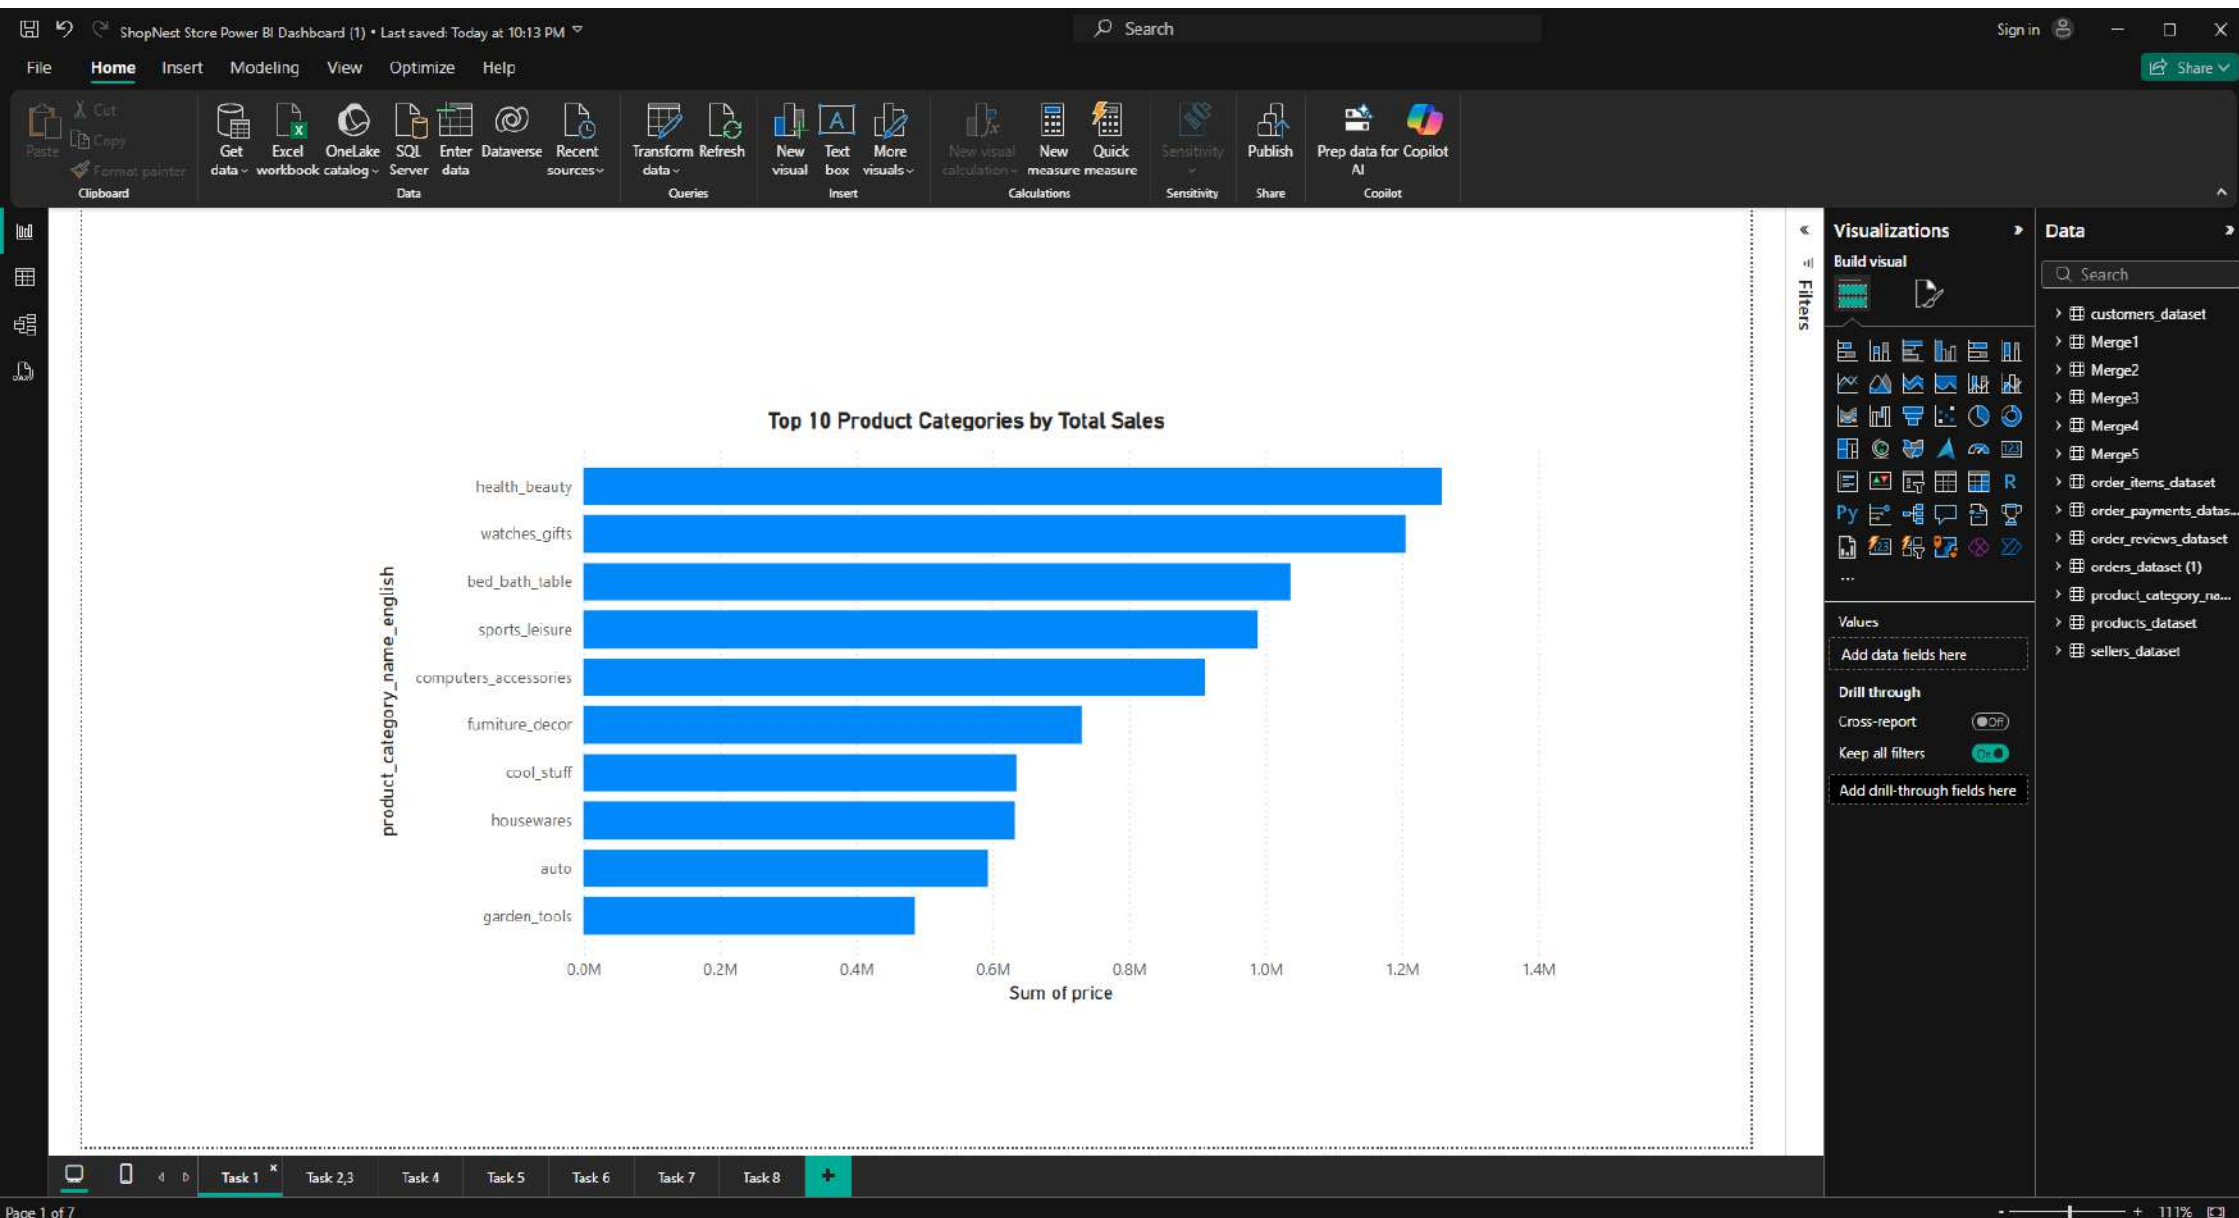 ShopNest Store Power BI Dashboard (1) • Last saved: Today at 10:13 PM
Search
Sign in
File Home Insert Modeling View Optimize Help
Share
Paste
Cut
Copy
Format painter
Clipboard
Get data
Excel workbook
OneLake catalog
SQL Server
Enter data
Dataverse
Recent sources
Data
Transform data
Refresh
Queries
New visual
Text box
More visuals
Insert
New visual calculation
New measure
Quick measure
Calculations
Sensitivity
Sensitivity
Publish
Share
Prep data for AI
Copilot
Copilot
Top 10 Product Categories by Total Sales
product_category_name_english
health_beauty
watches_gifts
bed_bath_table
sports_leisure
computers_accessories
furniture_decor
cool_stuff
housewares
auto
garden_tools
0.0M 0.2M 0.4M 0.6M 0.8M 1.0M 1.2M 1.4M
Sum of price
Filters
Visualizations
Build visual
123
R
Py
123
...
Values
Add data fields here
Drill through
Cross-report
Off
Keep all filters
On
Add drill-through fields here
Data
Search
customers_dataset
Merge1
Merge2
Merge3
Merge4
Merge5
order_items_dataset
order_payments_datas...
order_reviews_dataset
orders_dataset (1)
product_category_na...
products_dataset
sellers_dataset
Task 1 Task 2,3 Task 4 Task 5 Task 6 Task 7 Task 8
Page 1 of 7
- + 111%